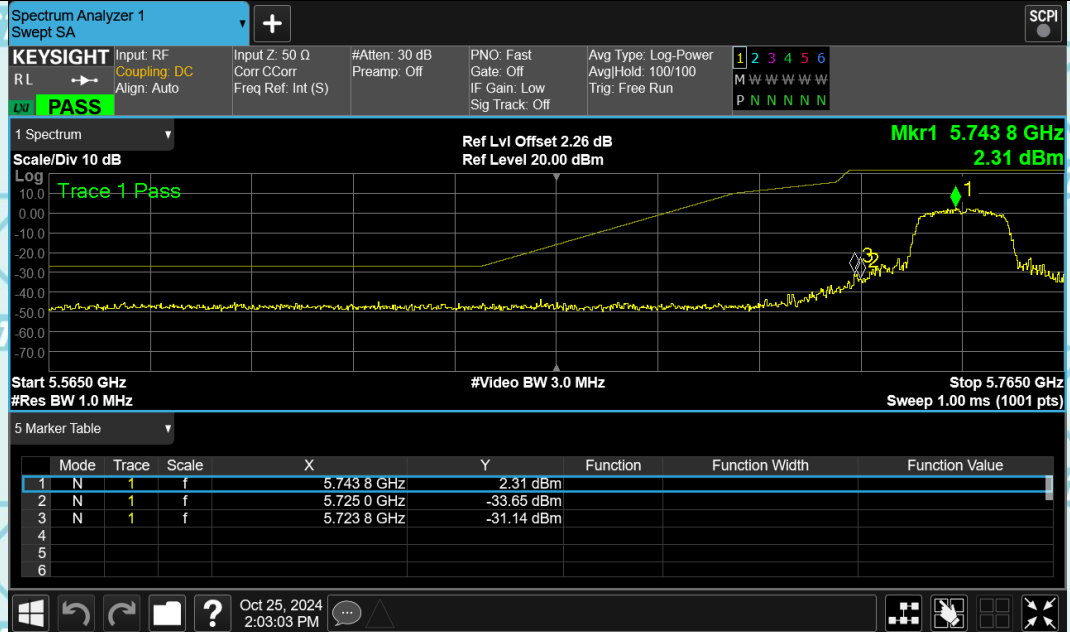 Spectrum Analyzer 1
Swept SA
+
SCPI
KEYSIGHT
R L
LXI
PASS
Input: RF
Coupling: DC
Align: Auto
Input Z: 50 Ω
Corr CCorr
Freq Ref: Int (S)
#Atten: 30 dB
Preamp: Off
PNO: Fast
Gate: Off
IF Gain: Low
Sig Track: Off
Avg Type: Log-Power
Avg|Hold: 100/100
Trig: Free Run
1 2 3 4 5 6
M W W W W W
P N N N N N
1 Spectrum
Scale/Div 10 dB
Ref Lvl Offset 2.26 dB
Ref Level 20.00 dBm
Mkr1 5.743 8 GHz
2.31 dBm
Log
Trace 1 Pass
10.0
0.00
-10.0
-20.0
-30.0
-40.0
-50.0
-60.0
-70.0
1
3
2
Start 5.5650 GHz
#Video BW 3.0 MHz
Stop 5.7650 GHz
#Res BW 1.0 MHz
Sweep 1.00 ms (1001 pts)
5 Marker Table
Mode Trace Scale X Y Function Function Width Function Value
1 N 1 f 5.743 8 GHz 2.31 dBm
2 N 1 f 5.725 0 GHz -33.65 dBm
3 N 1 f 5.723 8 GHz -31.14 dBm
4
5
6
?
Oct 25, 2024
2:03:03 PM